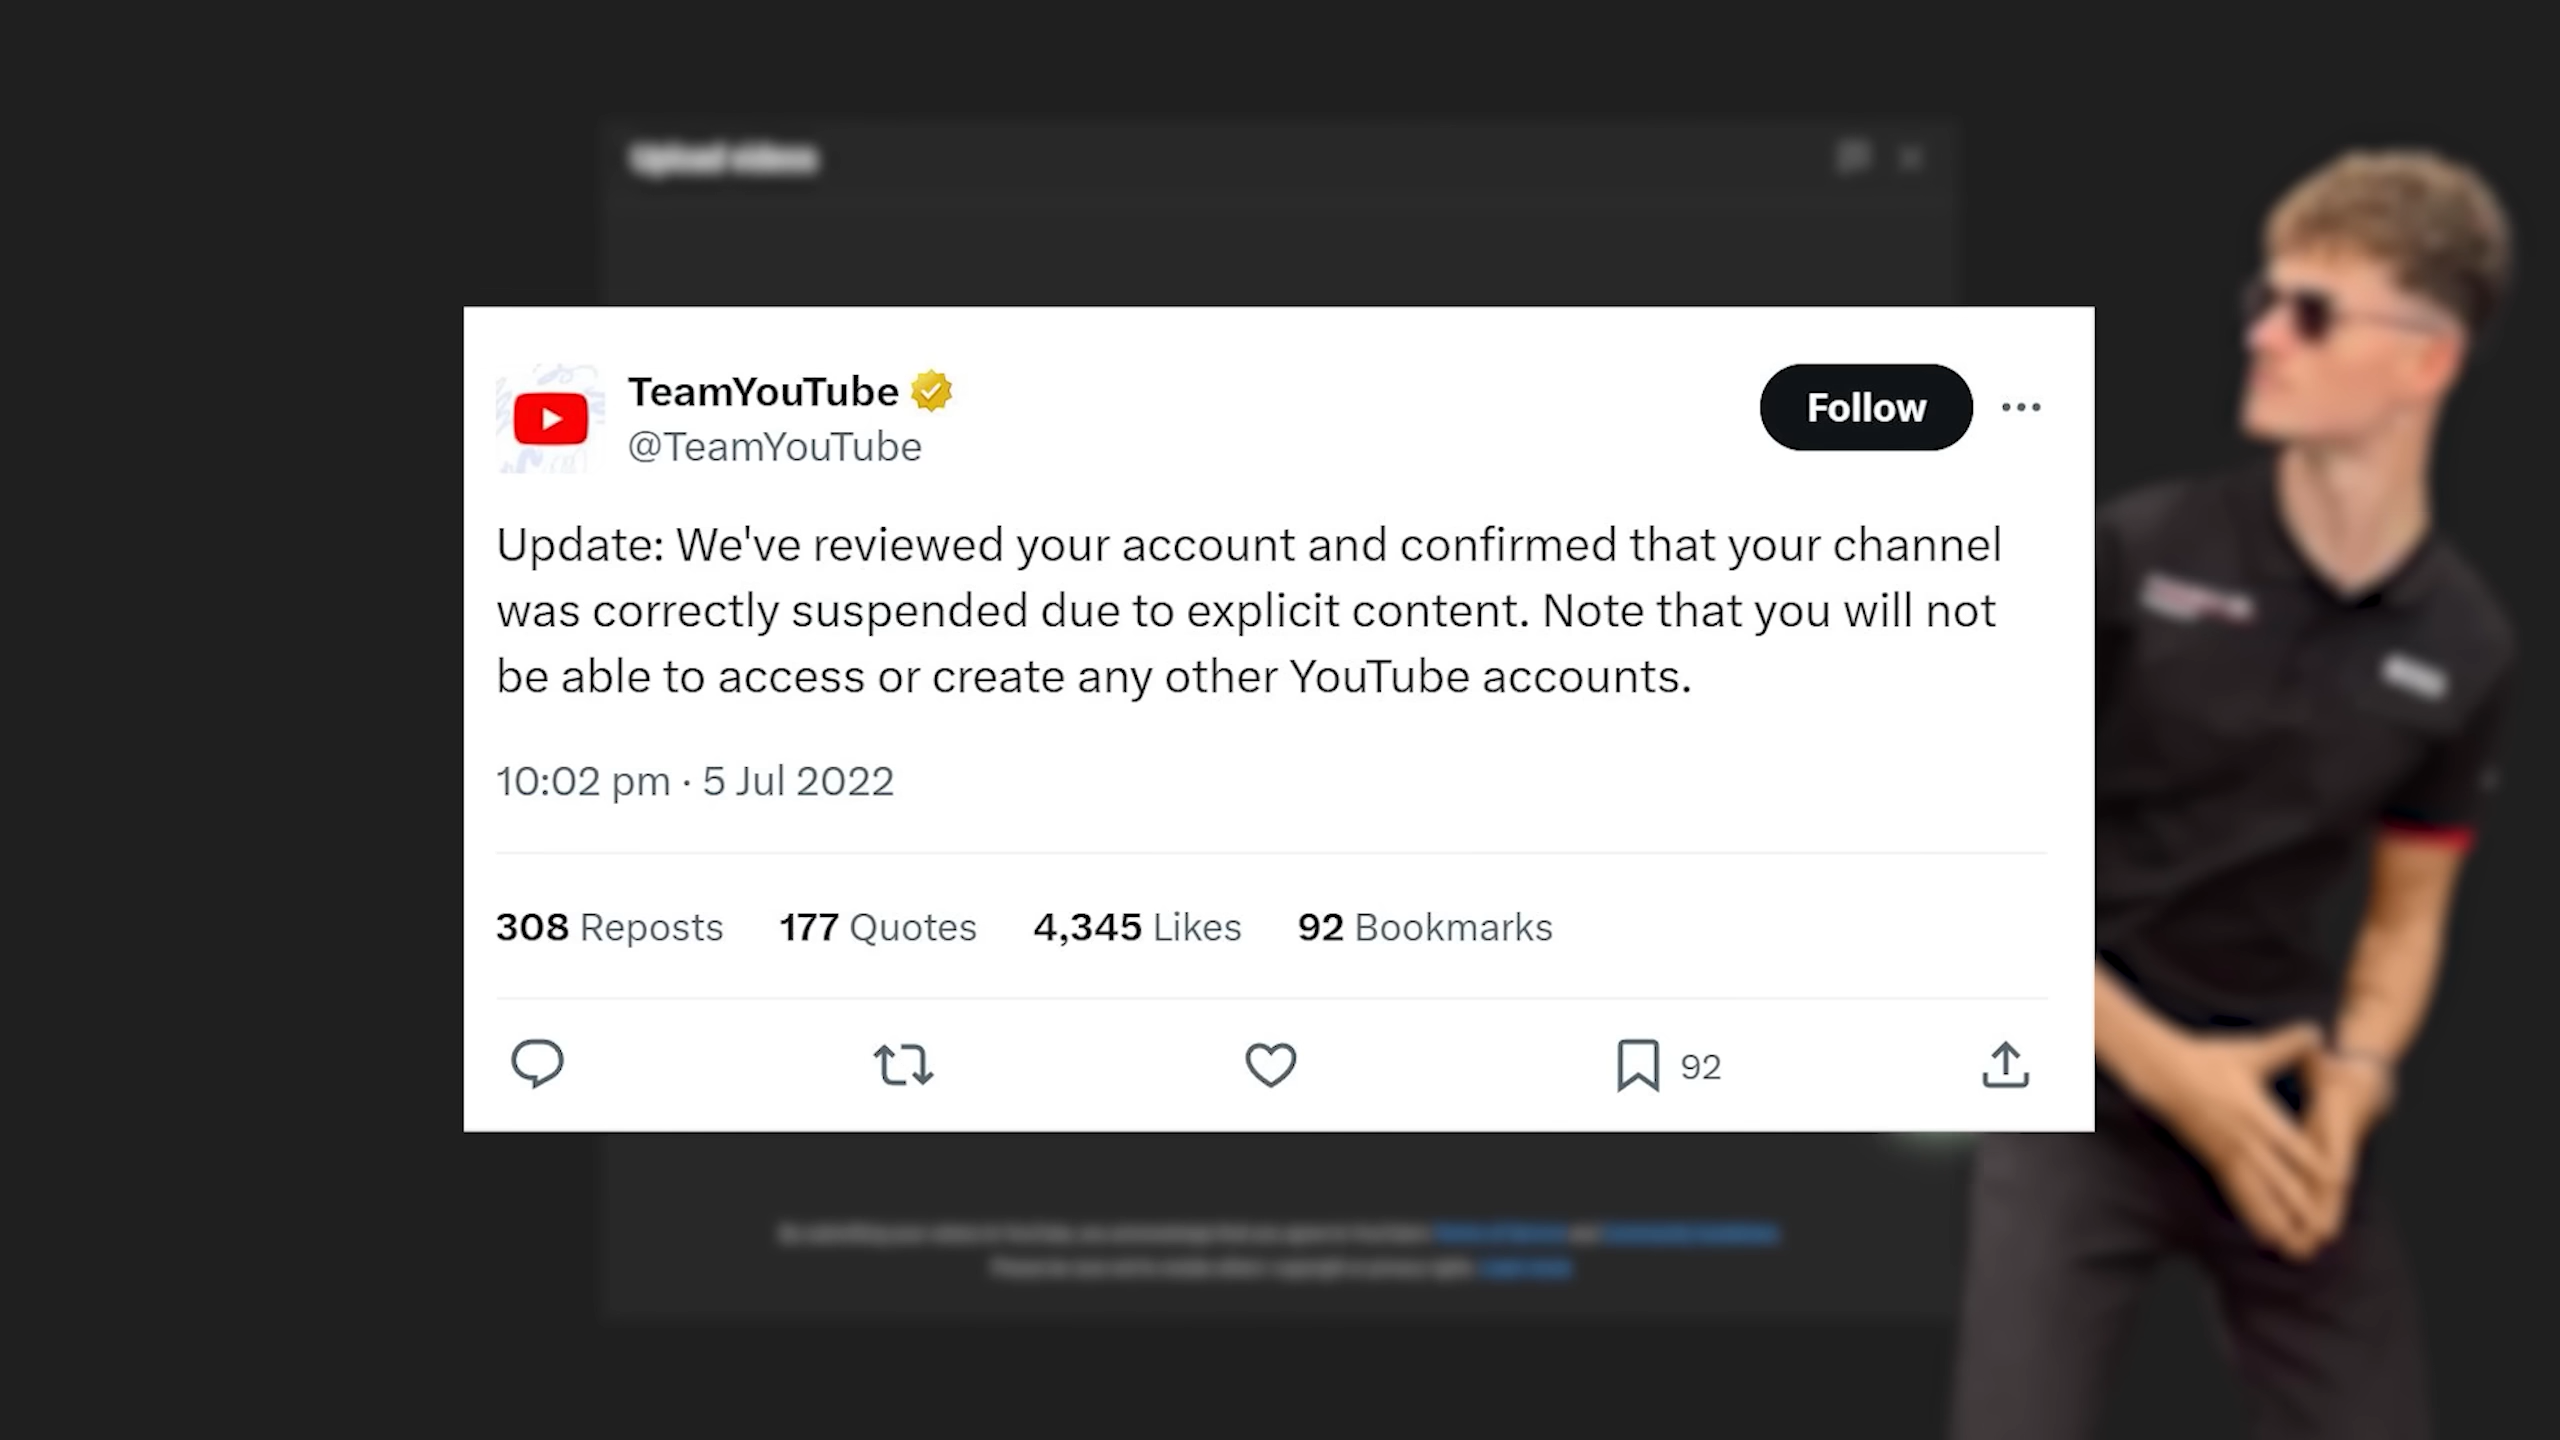 Upload videos
TeamYouTube
@TeamYouTube
Follow
Update: We've reviewed your account and confirmed that your channel
was correctly suspended due to explicit content. Note that you will not
be able to access or create any other YouTube accounts.
10:02 pm · 5 Jul 2022
308 Reposts 177 Quotes 4,345 Likes 92 Bookmarks
92